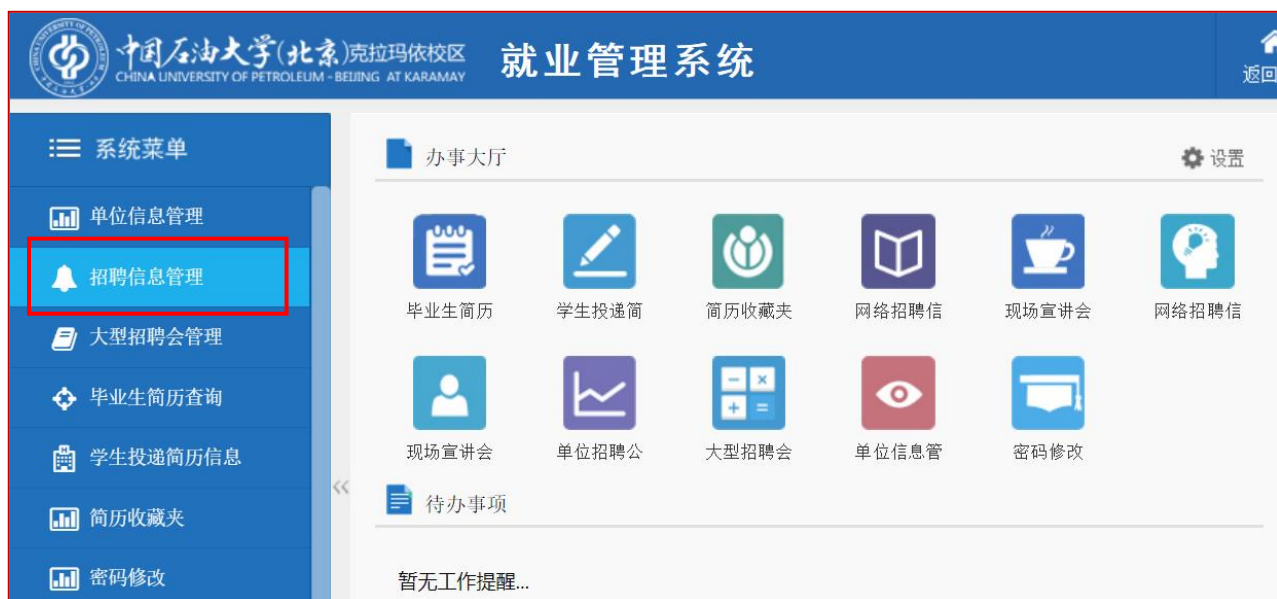 中国石油大学(北京)克拉玛依校区
CHINA UNIVERSITY OF PETROLEUM - BEIJING AT KARAMAY
就业管理系统
返回
系统菜单
单位信息管理
招聘信息管理
大型招聘会管理
毕业生简历查询
学生投递简历信息
简历收藏夹
密码修改
办事大厅
设置
毕业生简历 学生投递简 简历收藏夹 网络招聘信 现场宣讲会 网络招聘信
现场宣讲会 单位招聘公 大型招聘会 单位信息管 密码修改
待办事项
暂无工作提醒...